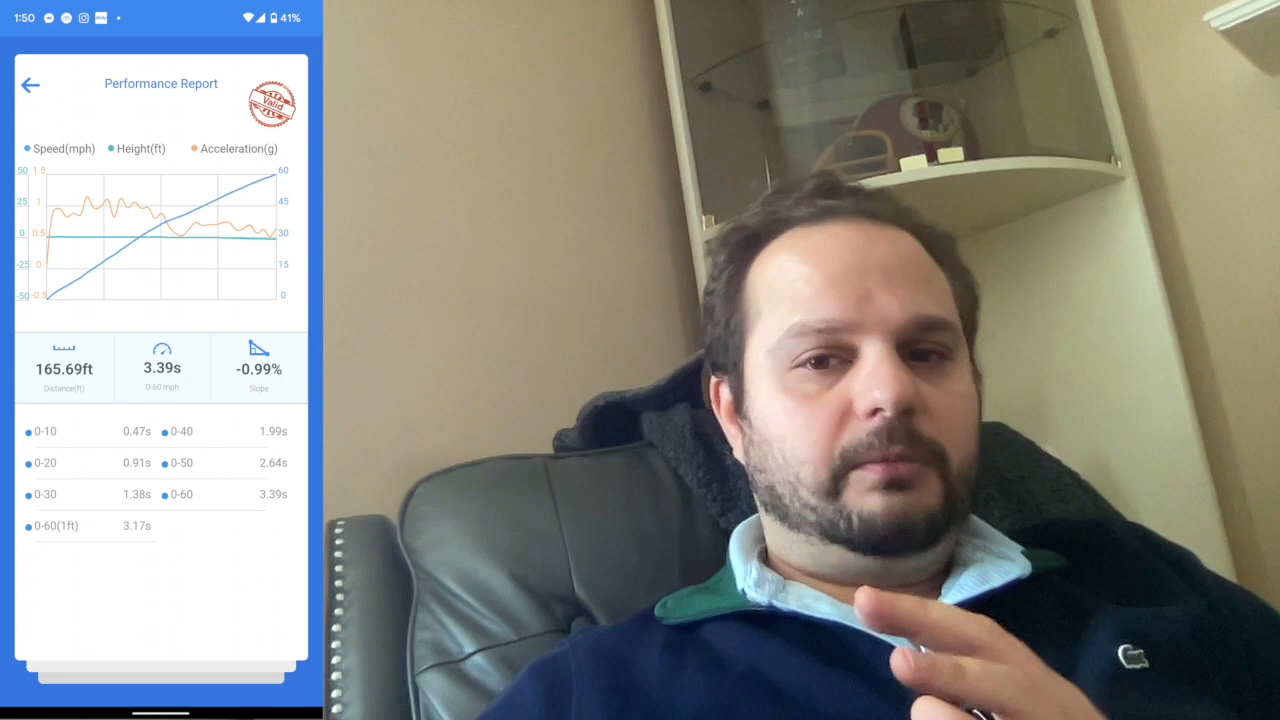 1:50 41%
Performance Report
Valid
Speed(mph) Height(ft) Acceleration(g)
50 1.5 60
25 1 45
0 0.5 30
-25 0 15
-50 -0.5 0
165.69ft 3.39s -0.99%
Distance(ft) 0-60 mph Slope
0-10 0.47s 0-40 1.99s
0-20 0.91s 0-50 2.64s
0-30 1.38s 0-60 3.39s
0-60(1ft) 3.17s